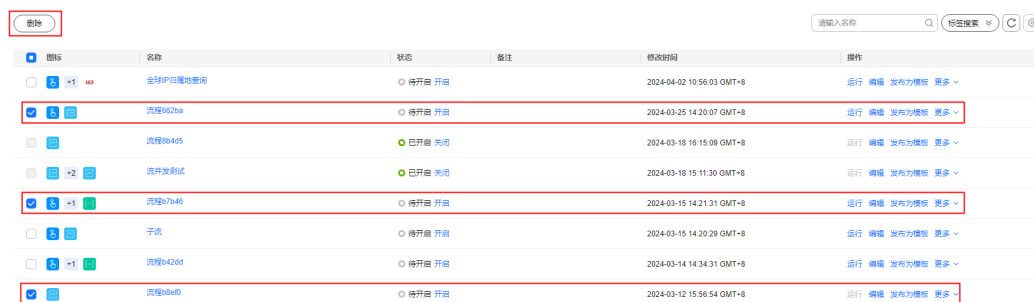 删除
请输入名称 标签搜索
图标 名称 状态 备注 修改时间 操作
+1 163 全球IP归属地查询 待开启 开启 2024-04-02 10:56:03 GMT+8 运行 编辑 发布为模板 更多
流程662ba 待开启 开启 2024-03-25 14:20:07 GMT+8 运行 编辑 发布为模板 更多
流程8b4d5 已开启 关闭 2024-03-18 16:15:09 GMT+8 运行 编辑 发布为模板 更多
+2 流并发测试 已开启 关闭 2024-03-18 15:11:30 GMT+8 运行 编辑 发布为模板 更多
+1 流程b7b46 待开启 开启 2024-03-15 14:21:31 GMT+8 运行 编辑 发布为模板 更多
子流 待开启 开启 2024-03-15 14:20:29 GMT+8 运行 编辑 发布为模板 更多
+1 流程b42dd 待开启 开启 2024-03-14 14:34:31 GMT+8 运行 编辑 发布为模板 更多
流程b8ef0 待开启 开启 2024-03-12 15:56:54 GMT+8 运行 编辑 发布为模板 更多